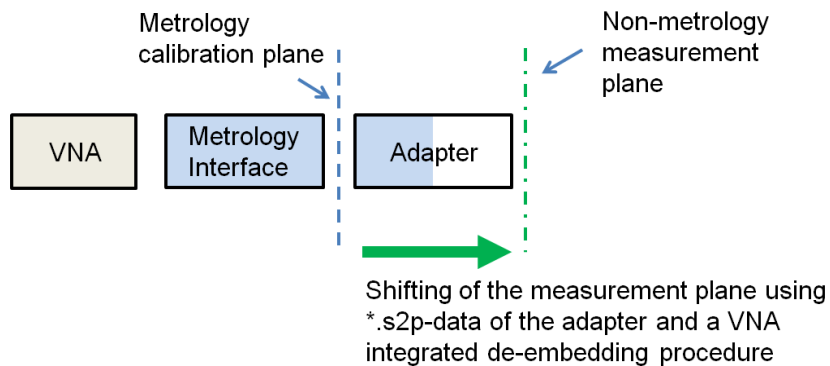 Metrology
calibration plane
Non-metrology
measurement
plane
VNA
Metrology
Interface
Adapter
Shifting of the measurement plane using
*.s2p-data of the adapter and a VNA
integrated de-embedding procedure